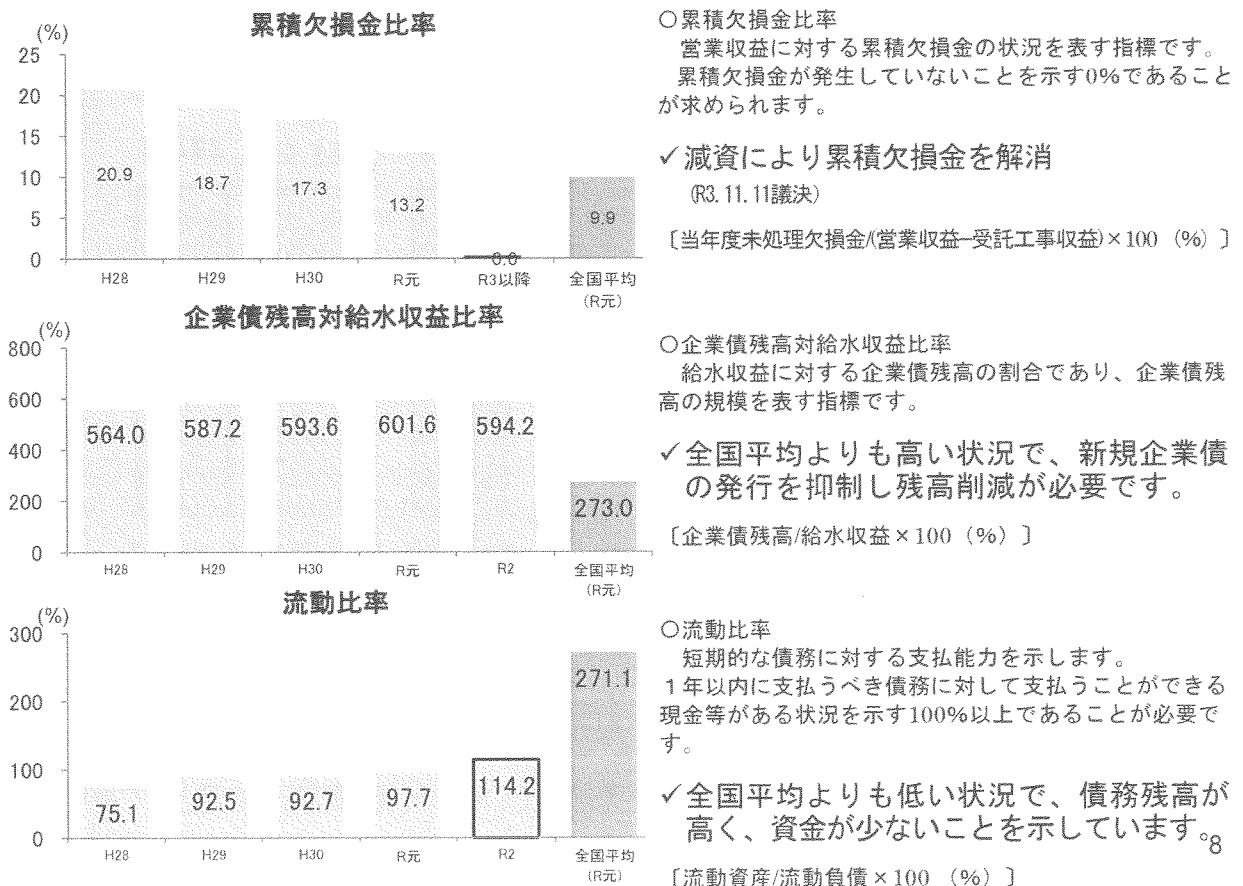 累積欠損金比率
(%)
25
20
15
10
5
0
20.9
18.7
17.3
13.2
0.0
9.9
H28
H29
H30
R元
R3以降
全国平均
(R元)
○累積欠損金比率
営業収益に対する累積欠損金の状況を表す指標です。
累積欠損金が発生していないことを示す0%であること
が求められます。
✓減資により累積欠損金を解消
(R3.11.11議決)
〔当年度未処理欠損金/(営業収益−受託工事収益)×100 (%) 〕
企業債残高対給水収益比率
(%)
800
600
400
200
0
564.0
587.2
593.6
601.6
594.2
273.0
H28
H29
H30
R元
R2
全国平均
(R元)
○企業債残高対給水収益比率
給水収益に対する企業債残高の割合であり、企業債残
高の規模を表す指標です。
✓全国平均よりも高い状況で、新規企業債
の発行を抑制し残高削減が必要です。
〔企業債残高/給水収益×100 (%) 〕
流動比率
(%)
300
200
100
0
75.1
92.5
92.7
97.7
114.2
271.1
H28
H29
H30
R元
R2
全国平均
(R元)
○流動比率
短期的な債務に対する支払能力を示します。
1年以内に支払うべき債務に対して支払うことができる
現金等がある状況を示す100%以上であることが必要で
す。
✓全国平均よりも低い状況で、債務残高が
高く、資金が少ないことを示しています。
8
〔流動資産/流動負債×100 (%) 〕